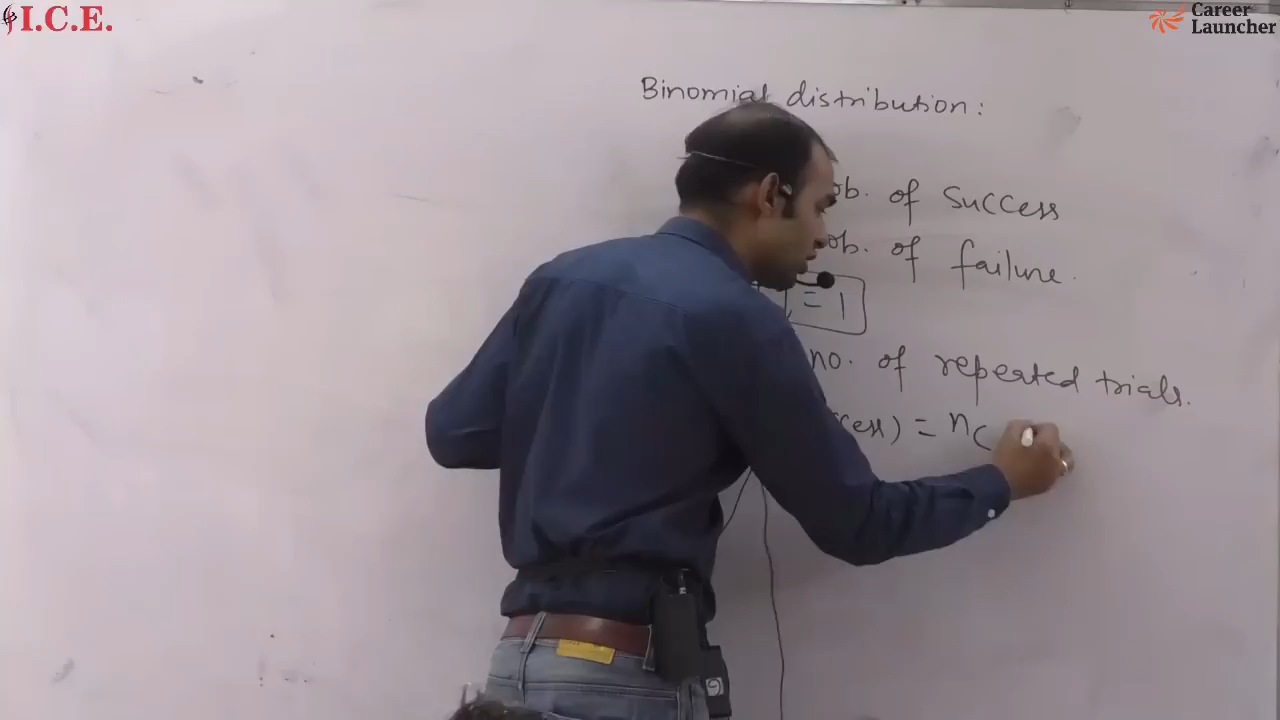 I.C.E.
Career
Launcher
Binomial distribution:
ob. of Success
ob. of failure.
= 1
no. of repeated trials.
cess) = nC